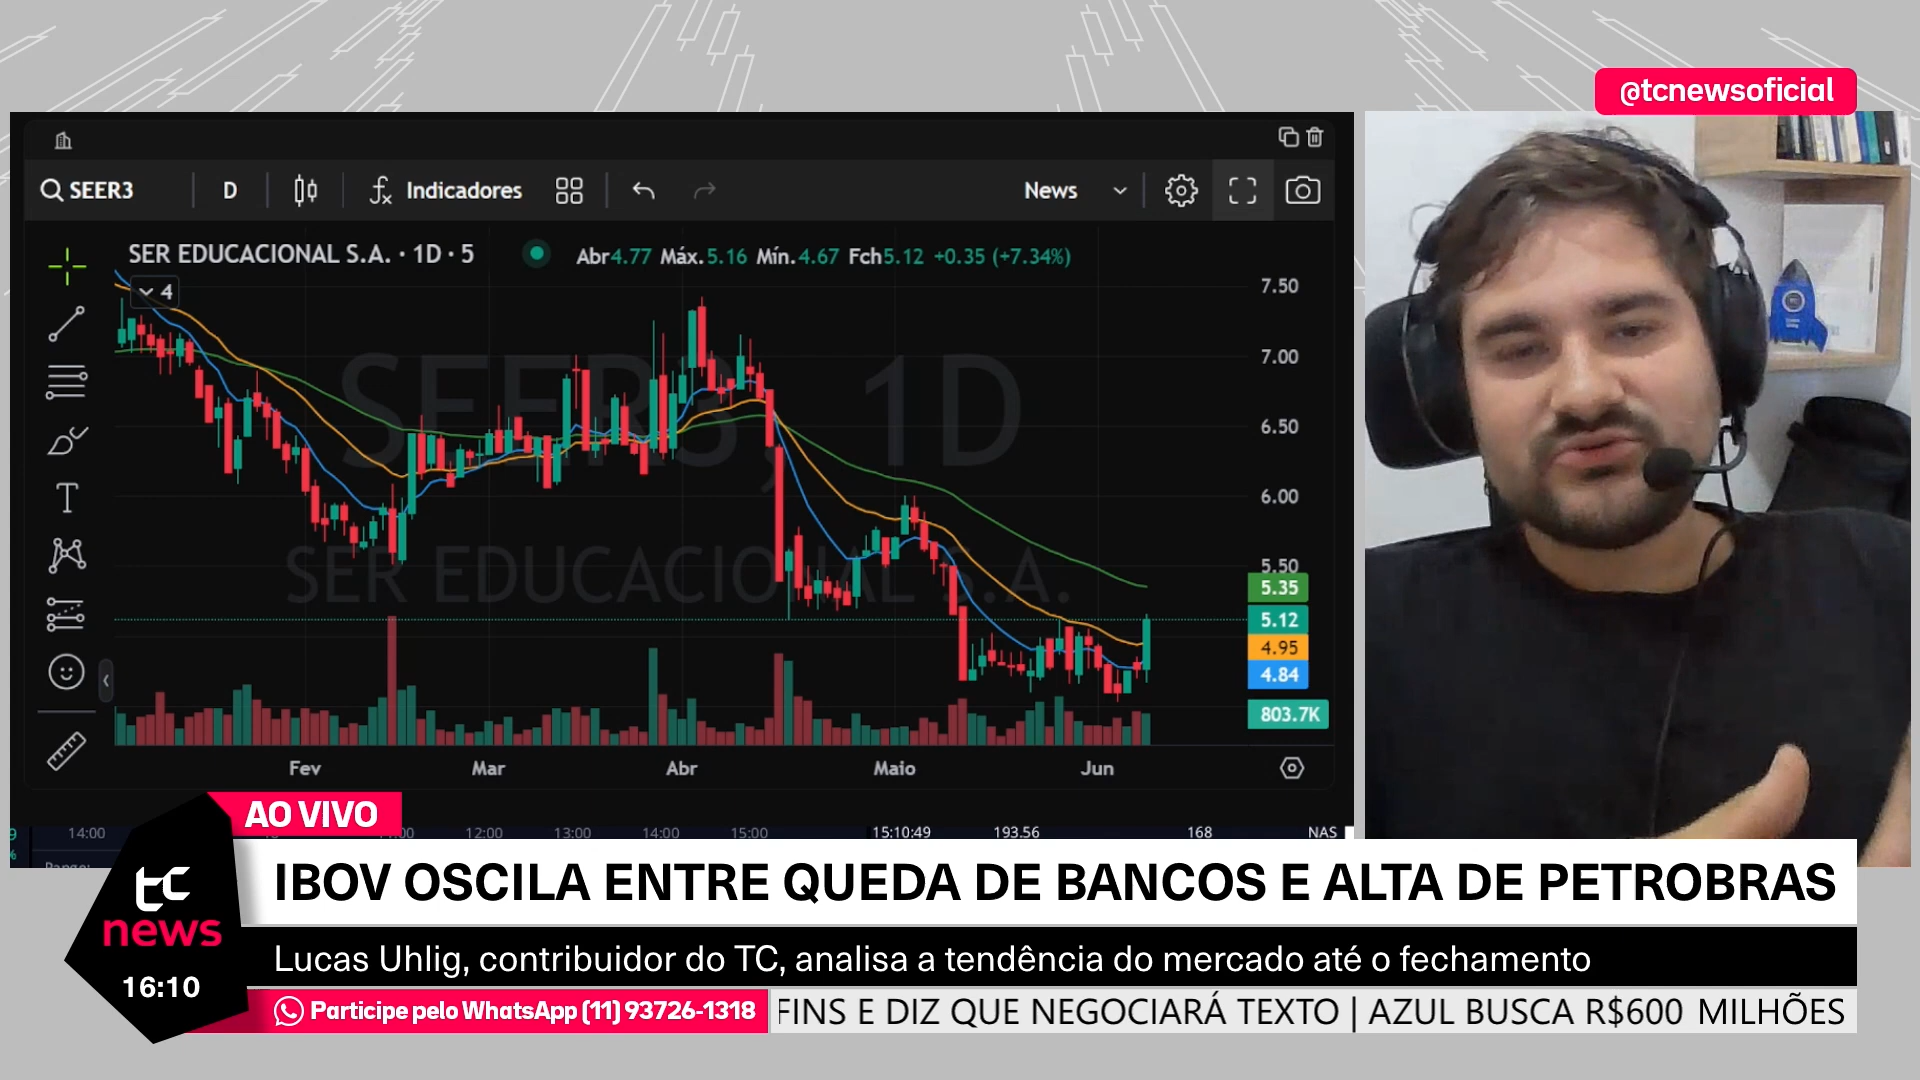 @tcnewsoficial
SEER3 D Indicadores News
SER EDUCACIONAL S.A. · 1D · 5 Abr4.77 Máx.5.16 Mín.4.67 Fch5.12 +0.35 (+7.34%)
4
7.50
7.00
6.50
6.00
5.50
5.35
5.12
4.95
4.84
803.7K
SEER3, 1D
SER EDUCACIONAL S.A.
Fev Mar Abr Maio Jun
14:00 12:00 13:00 14:00 15:00 15:10:49 193.56 168 NAS
AO VIVO
IBOV OSCILA ENTRE QUEDA DE BANCOS E ALTA DE PETROBRAS
tc
news
Lucas Uhlig, contribuidor do TC, analisa a tendência do mercado até o fechamento
16:10
Participe pelo WhatsApp (11) 93726-1318 FINS E DIZ QUE NEGOCIARÁ TEXTO | AZUL BUSCA R$600 MILHÕES